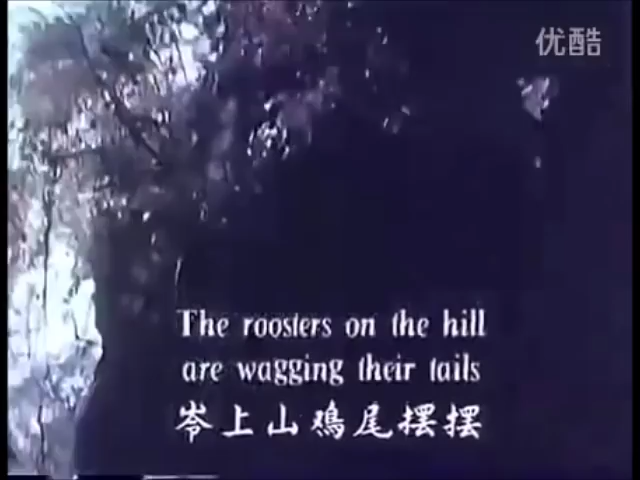 优酷
The roosters on the hill
are wagging their tails
岺上山鳮尾摆摆